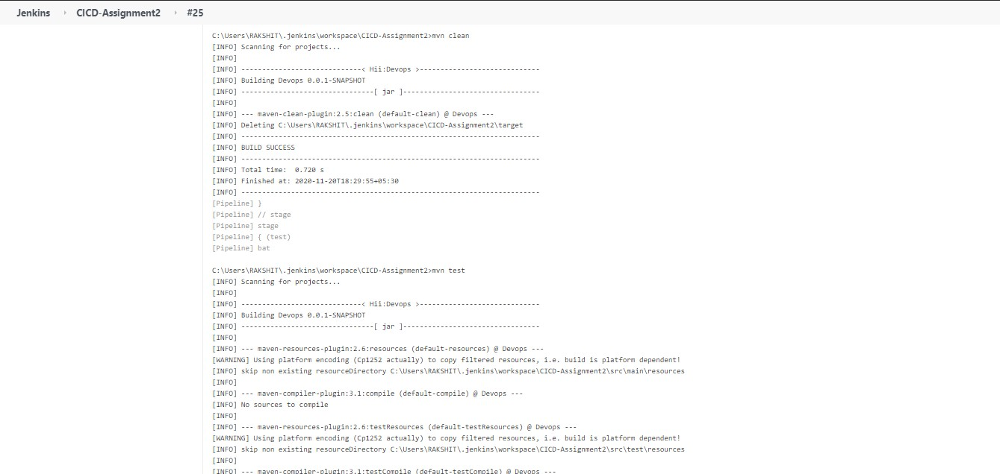 Jenkins › CICD-Assignment2 › #25
C:\Users\RAKSHIT\.jenkins\workspace\CICD-Assignment2>mvn clean
[INFO] Scanning for projects...
[INFO]
[INFO] -----------------------------< Hii:Devops >-----------------------------
[INFO] Building Devops 0.0.1-SNAPSHOT
[INFO] --------------------------------[ jar ]---------------------------------
[INFO]
[INFO] --- maven-clean-plugin:2.5:clean (default-clean) @ Devops ---
[INFO] Deleting C:\Users\RAKSHIT\.jenkins\workspace\CICD-Assignment2\target
[INFO] ------------------------------------------------------------------------
[INFO] BUILD SUCCESS
[INFO] ------------------------------------------------------------------------
[INFO] Total time:  0.720 s
[INFO] Finished at: 2020-11-20T18:29:55+05:30
[INFO] ------------------------------------------------------------------------
[Pipeline] }
[Pipeline] // stage
[Pipeline] stage
[Pipeline] { (test)
[Pipeline] bat
C:\Users\RAKSHIT\.jenkins\workspace\CICD-Assignment2>mvn test
[INFO] Scanning for projects...
[INFO]
[INFO] -----------------------------< Hii:Devops >-----------------------------
[INFO] Building Devops 0.0.1-SNAPSHOT
[INFO] --------------------------------[ jar ]---------------------------------
[INFO]
[INFO] --- maven-resources-plugin:2.6:resources (default-resources) @ Devops ---
[WARNING] Using platform encoding (Cp1252 actually) to copy filtered resources, i.e. build is platform dependent!
[INFO] skip non existing resourceDirectory C:\Users\RAKSHIT\.jenkins\workspace\CICD-Assignment2\src\main\resources
[INFO]
[INFO] --- maven-compiler-plugin:3.1:compile (default-compile) @ Devops ---
[INFO] No sources to compile
[INFO]
[INFO] --- maven-resources-plugin:2.6:testResources (default-testResources) @ Devops ---
[WARNING] Using platform encoding (Cp1252 actually) to copy filtered resources, i.e. build is platform dependent!
[INFO] skip non existing resourceDirectory C:\Users\RAKSHIT\.jenkins\workspace\CICD-Assignment2\src\test\resources
[INFO]
[INFO] --- maven-compiler-plugin:3.1:testCompile (default-testCompile) @ Devops ---